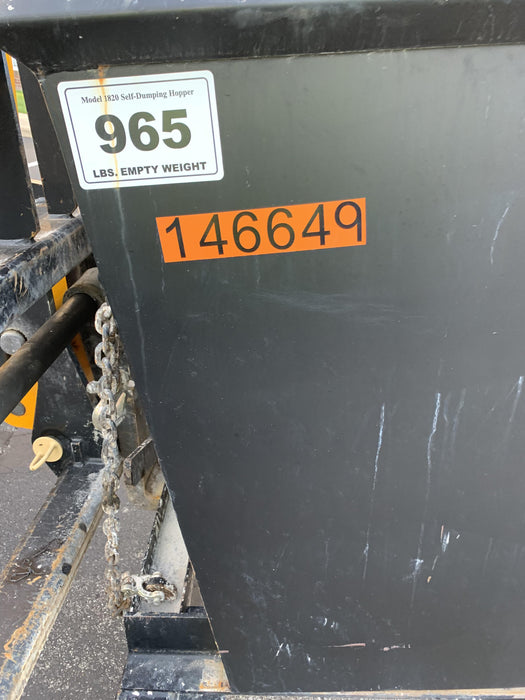 Model 1820 Self-Dumping Hopper
965
LBS. EMPTY WEIGHT
146649